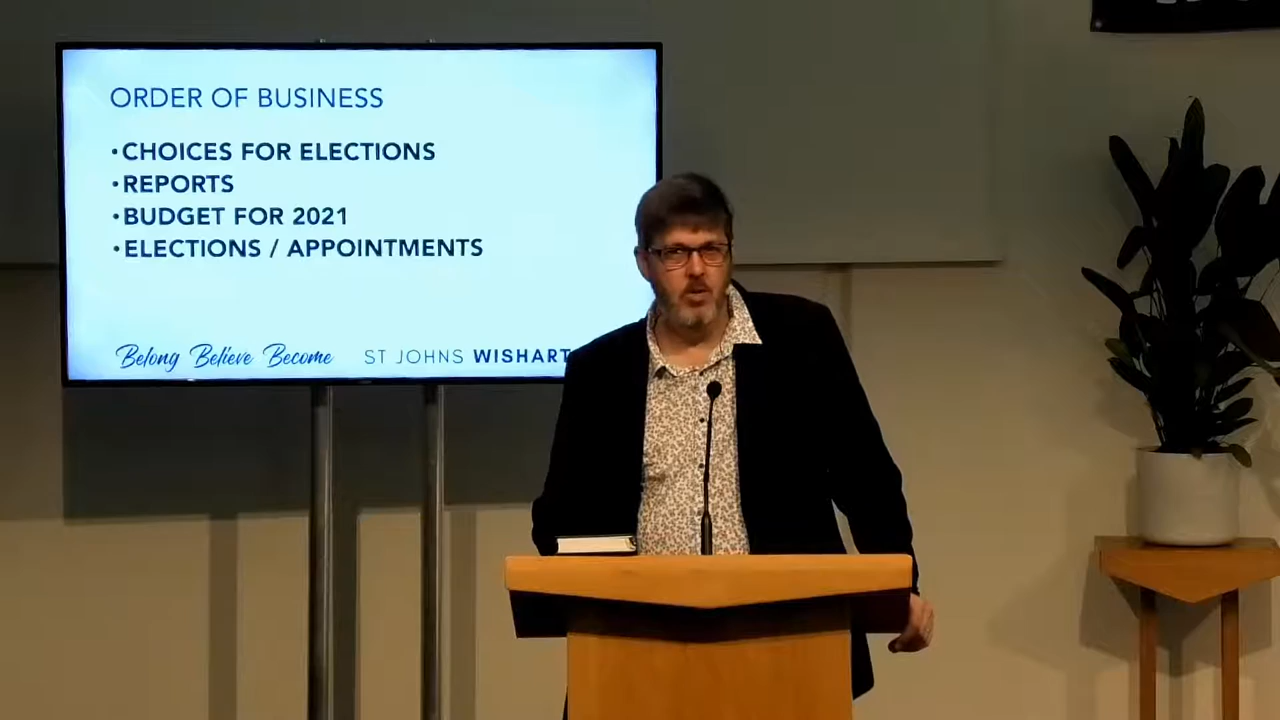 ORDER OF BUSINESS
•CHOICES FOR ELECTIONS
•REPORTS
•BUDGET FOR 2021
•ELECTIONS / APPOINTMENTS
Belong Believe Become ST JOHNS WISHART